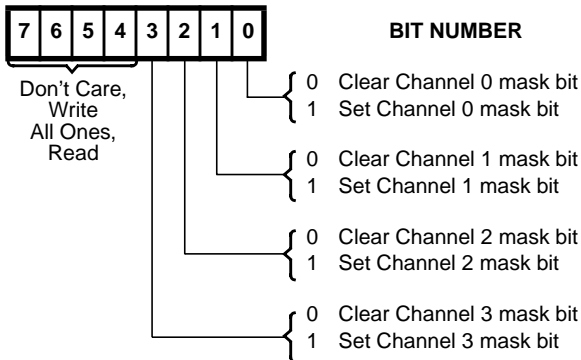 7 6 5 4 3 2 1 0 BIT NUMBER
Don't Care,
Write
All Ones,
Read
0 Clear Channel 0 mask bit
1 Set Channel 0 mask bit
0 Clear Channel 1 mask bit
1 Set Channel 1 mask bit
0 Clear Channel 2 mask bit
1 Set Channel 2 mask bit
0 Clear Channel 3 mask bit
1 Set Channel 3 mask bit